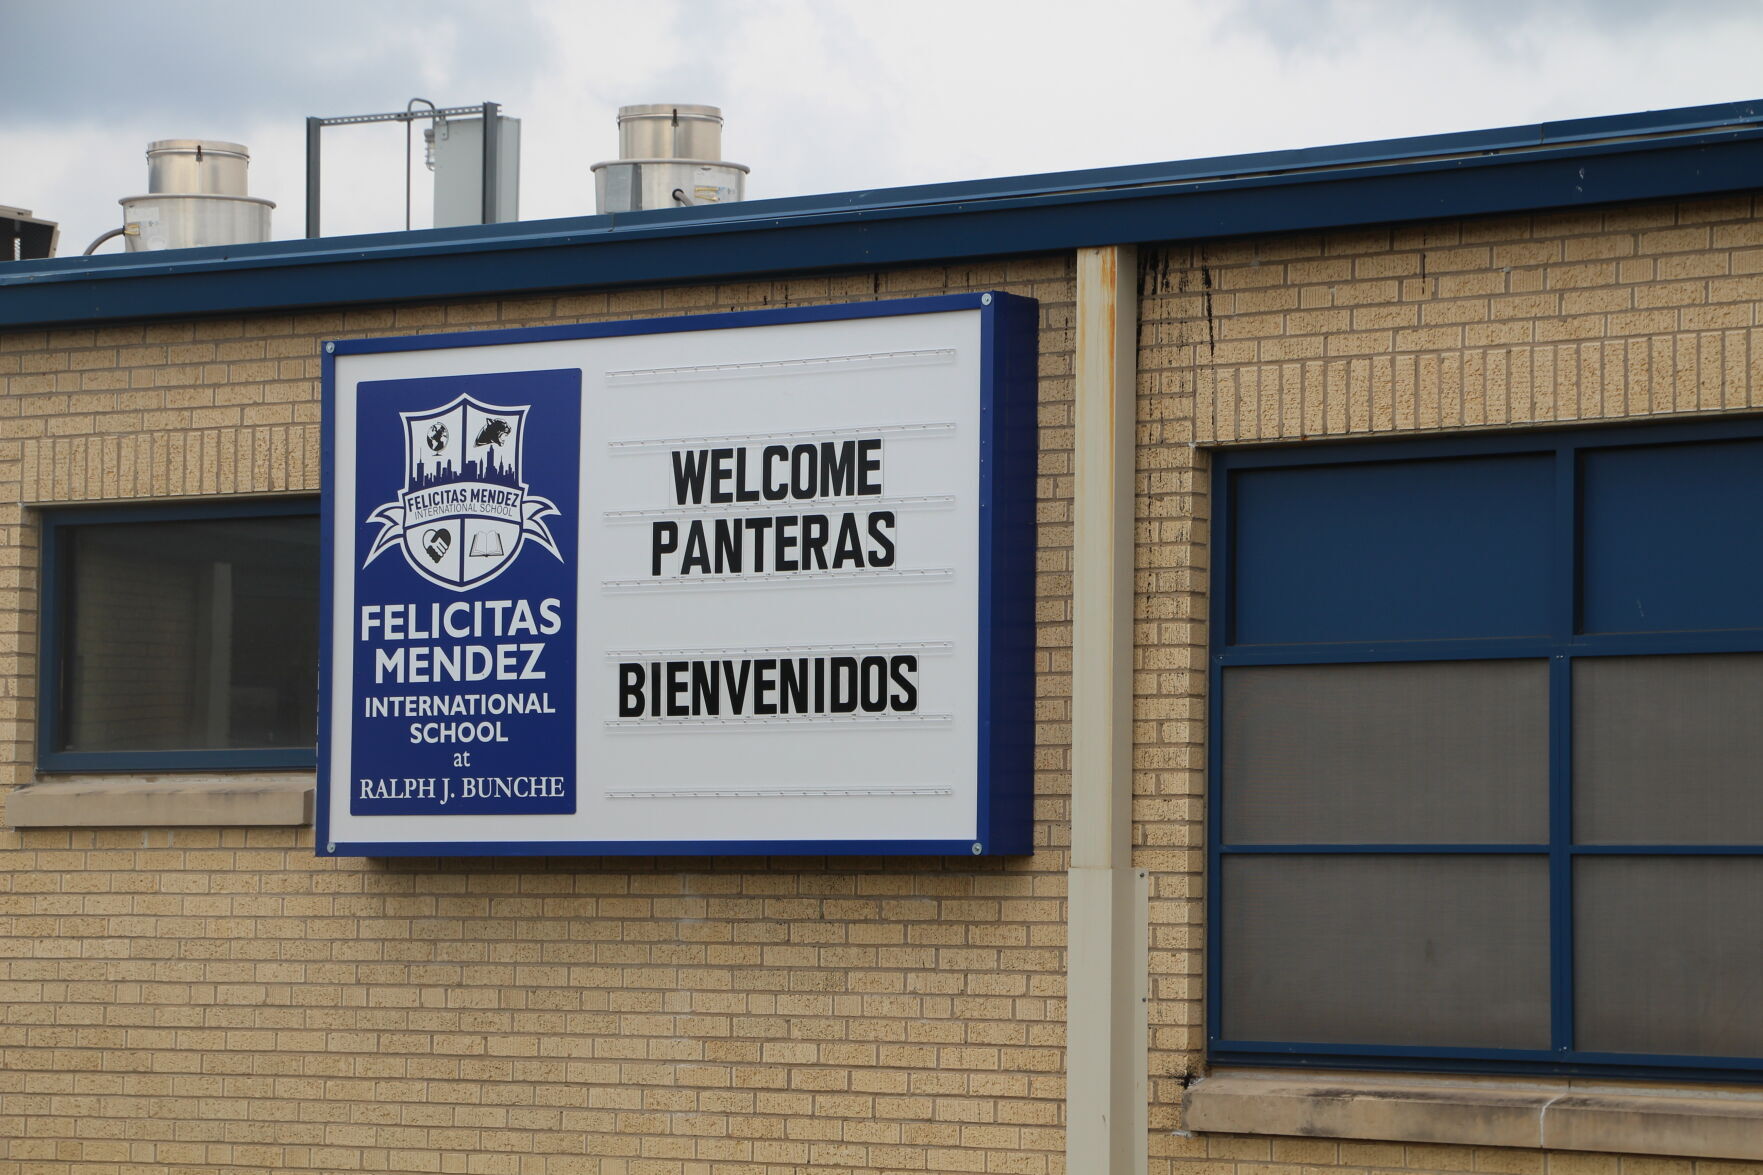 FELICITAS MENDEZ
INTERNATIONAL SCHOOL
FELICITAS
MENDEZ
INTERNATIONAL
SCHOOL
at
RALPH J. BUNCHE
WELCOME
PANTERAS
BIENVENIDOS